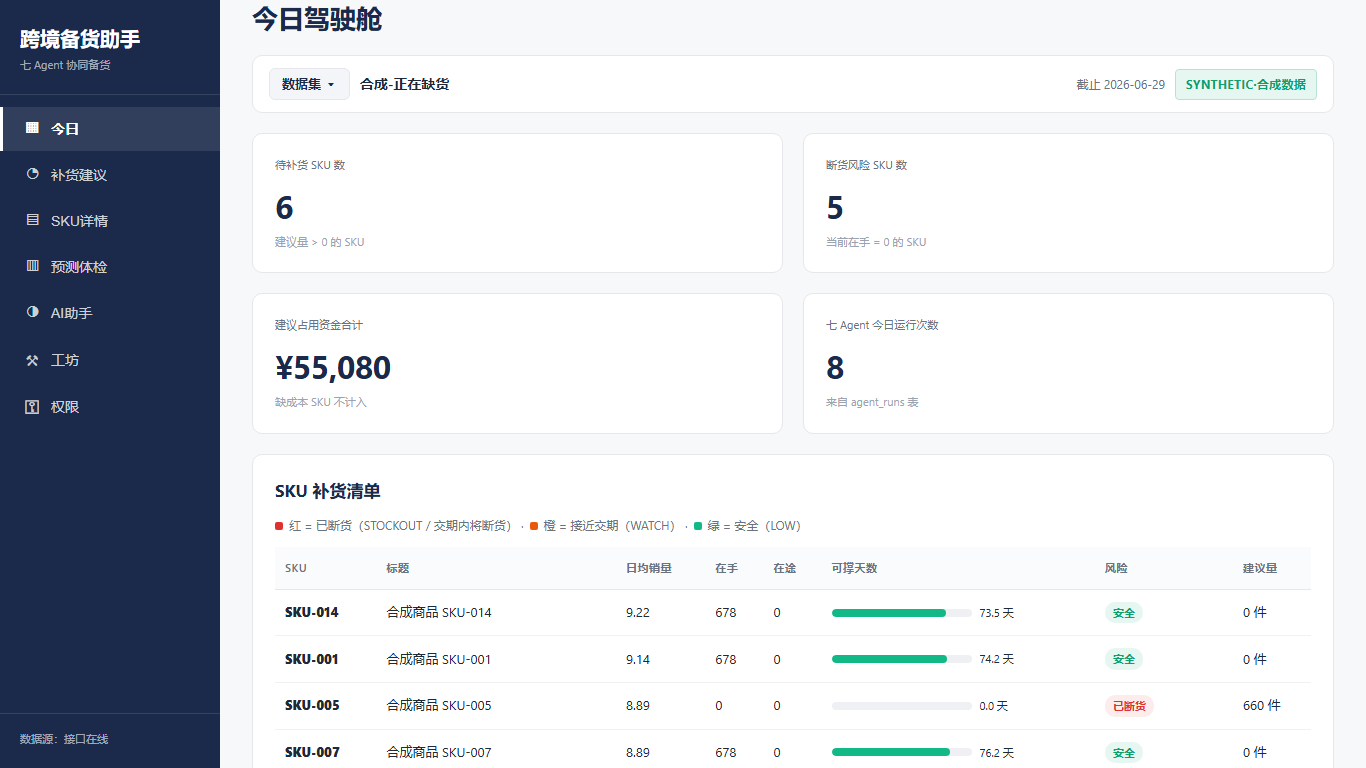 跨境备货助手
七 Agent 协同备货
今日
补货建议
SKU详情
预测体检
AI助手
工坊
权限
数据源：接口在线
今日驾驶舱
数据集 合成-正在缺货 截止 2026-06-29 SYNTHETIC·合成数据
待补货 SKU 数
6
建议量 > 0 的 SKU
断货风险 SKU 数
5
当前在手 = 0 的 SKU
建议占用资金合计
¥55,080
缺成本 SKU 不计入
七 Agent 今日运行次数
8
来自 agent_runs 表
SKU 补货清单
红 = 已断货（STOCKOUT / 交期内将断货） · 橙 = 接近交期（WATCH） · 绿 = 安全（LOW）
SKU 标题 日均销量 在手 在途 可撑天数 风险 建议量
SKU-014 合成商品 SKU-014 9.22 678 0 73.5 天 安全 0 件
SKU-001 合成商品 SKU-001 9.14 678 0 74.2 天 安全 0 件
SKU-005 合成商品 SKU-005 8.89 0 0 0.0 天 已断货 660 件
SKU-007 合成商品 SKU-007 8.89 678 0 76.2 天 安全 0 件